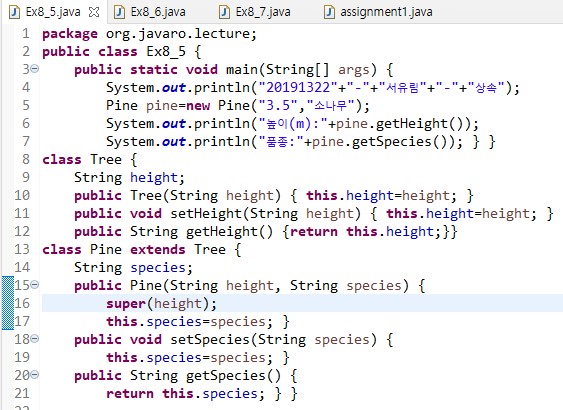 Ex8_5.java Ex8_6.java Ex8_7.java assignment1.java
1 package org.javaro.lecture;
2 public class Ex8_5 {
3 public static void main(String[] args) {
4 System.out.println("20191322"+"-"+"서유림"+"-"+"상속");
5 Pine pine=new Pine("3.5","소나무");
6 System.out.println("높이(m):"+pine.getHeight());
7 System.out.println("품종:"+pine.getSpecies()); } }
8 class Tree {
9 String height;
10 public Tree(String height) { this.height=height; }
11 public void setHeight(String height) { this.height=height; }
12 public String getHeight() {return this.height;}}
13 class Pine extends Tree {
14 String species;
15 public Pine(String height, String species) {
16 super(height);
17 this.species=species; }
18 public void setSpecies(String species) {
19 this.species=species; }
20 public String getSpecies() {
21 return this.species; } }